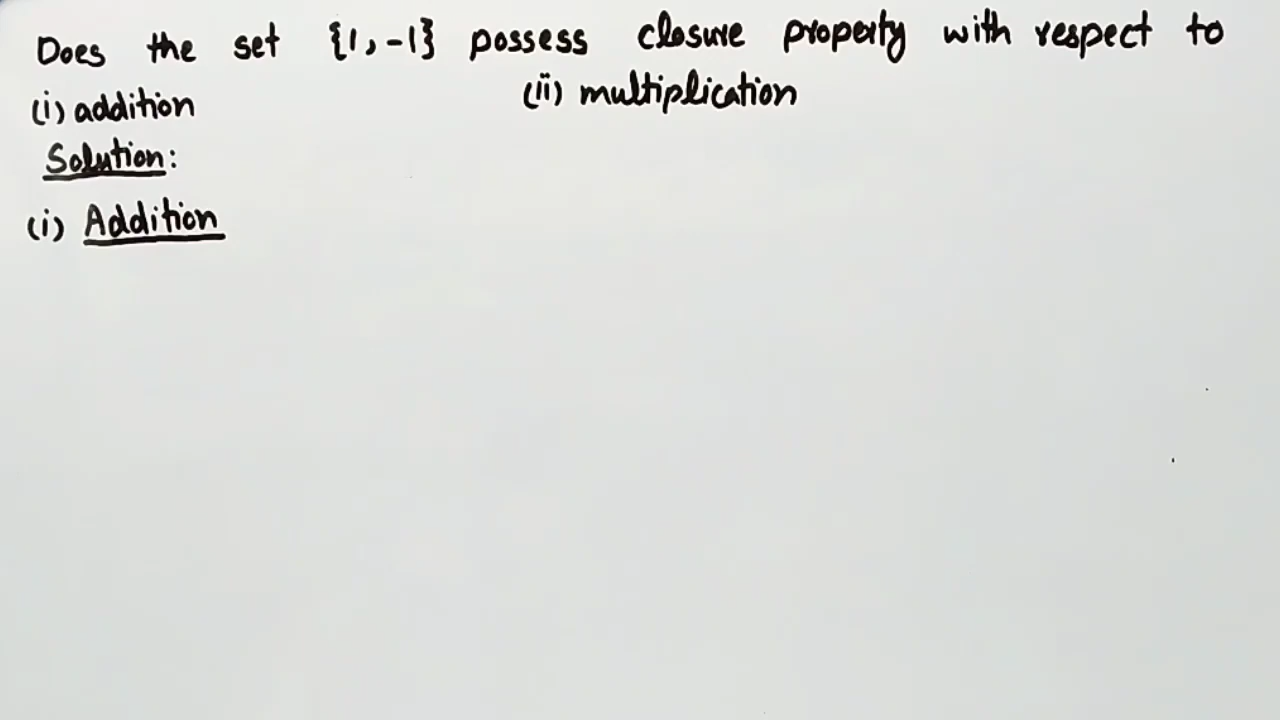 Does the set {1, -1} possess closure property with respect to
(i) addition (ii) multiplication
Solution:
(i) Addition